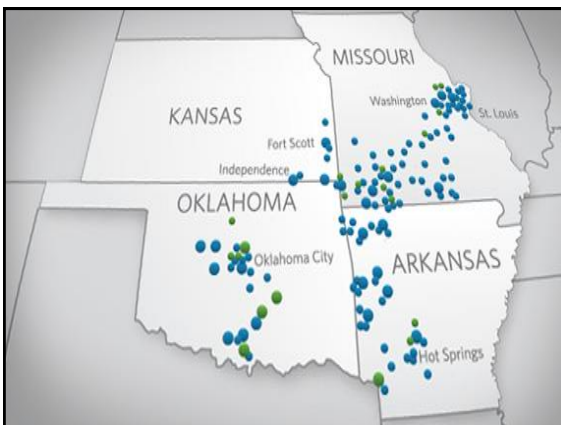 MISSOURI
KANSAS
Washington
St. Louis
Fort Scott
Independence
OKLAHOMA
Oklahoma City
ARKANSAS
Hot Springs